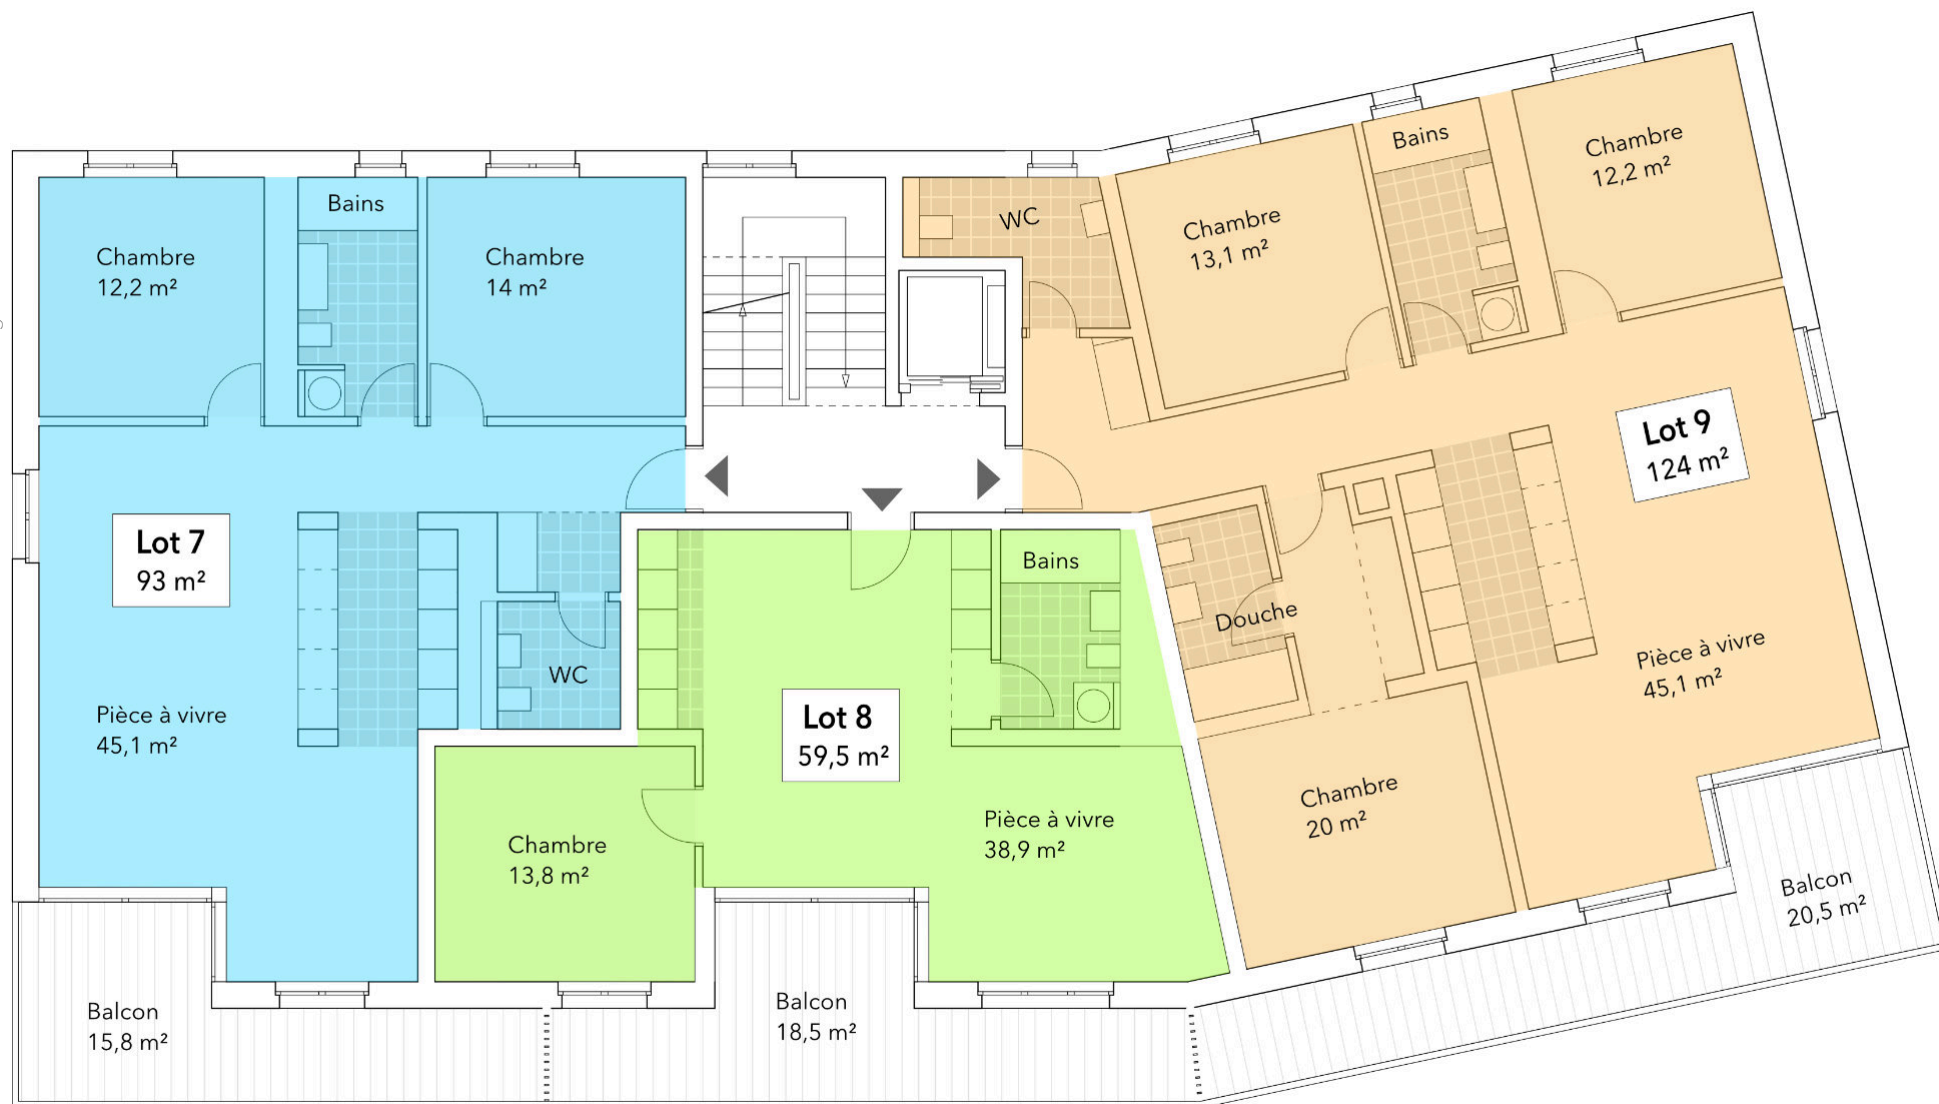 Bains
Chambre
12,2 m²
Chambre
14 m²
WC
Chambre
13,1 m²
Bains
Chambre
12,2 m²
Lot 7
93 m²
WC
Pièce à vivre
45,1 m²
Balcon
15,8 m²
Bains
Lot 8
59,5 m²
Chambre
13,8 m²
Pièce à vivre
38,9 m²
Balcon
18,5 m²
Lot 9
124 m²
Douche
Pièce à vivre
45,1 m²
Chambre
20 m²
Balcon
20,5 m²